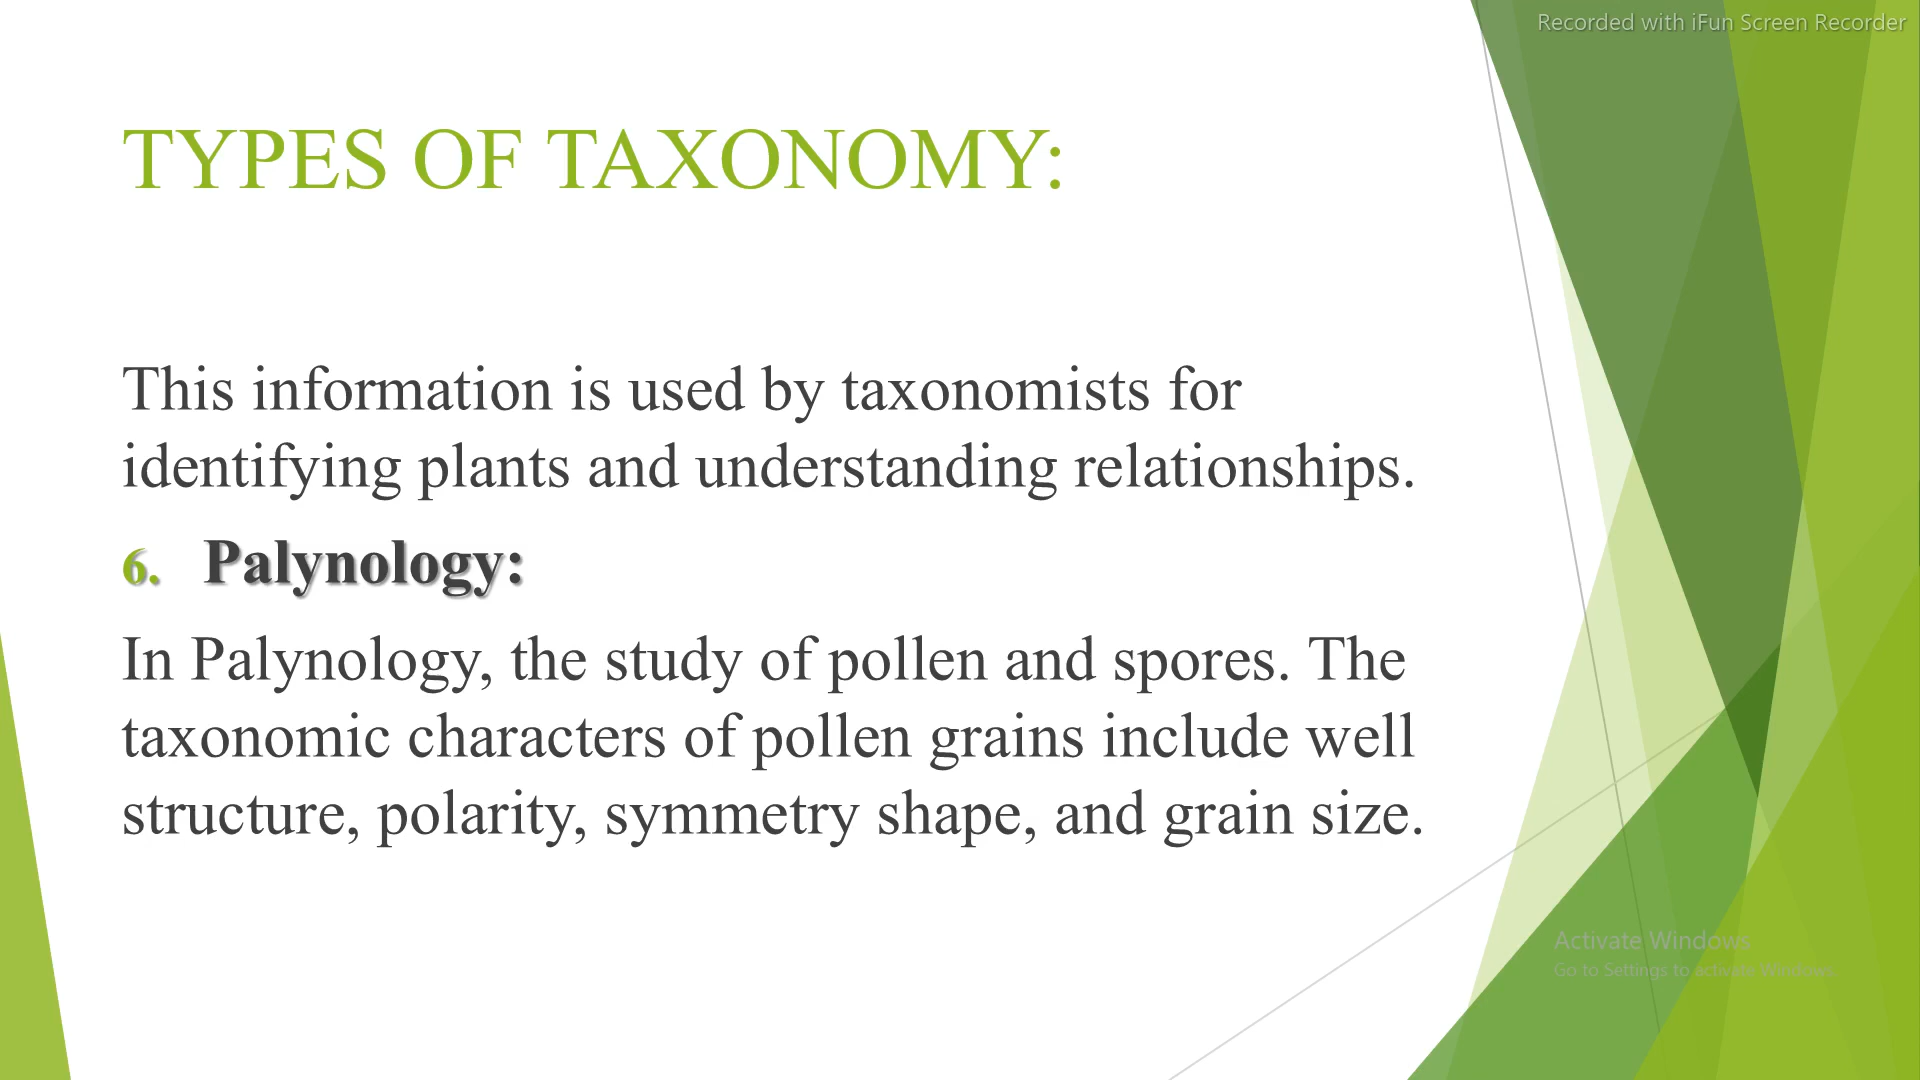 Recorded with iFun Screen Recorder
TYPES OF TAXONOMY:
This information is used by taxonomists for
identifying plants and understanding relationships.
6. Palynology:
In Palynology, the study of pollen and spores. The
taxonomic characters of pollen grains include well
structure, polarity, symmetry shape, and grain size.
Activate Windows
Go to Settings to activate Windows.